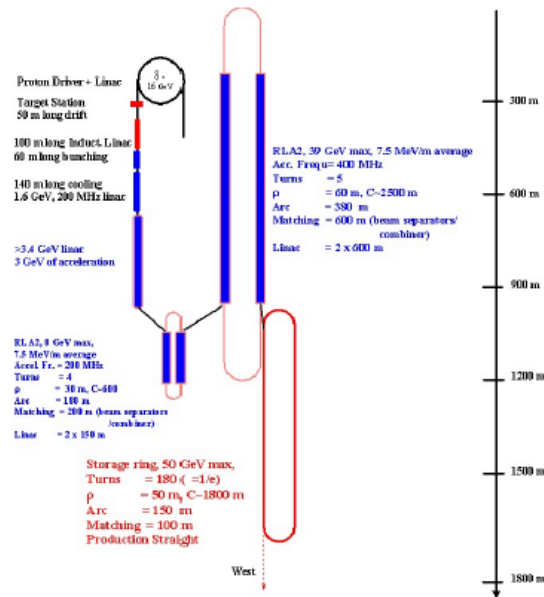 8 -
16 GeV
Proton Driver + Linac
Target Station
50 m long drift
100 m long Induct. Linac
60 m long bunching
140 m long cooling
1.6 GeV, 200 MHz linac
>3.4 GeV linac
3 GeV of acceleration
RLA2, 8 GeV max,
7.5 MeV/m average
Accel. Fr. = 200 MHz
Turns = 4
ρ = 30 m, C~600
Arc = 180 m
Matching = 200 m (beam separators
/combiner)
Linac = 2 x 150 m
RLA2, 39 GeV max, 7.5 MeV/m average
Acc. Frequ= 400 MHz
Turns = 5
ρ = 60 m, C~2500 m
Arc = 380 m
Matching = 600 m (beam separators/
combiner)
Linac = 2 x 600 m
Storage ring, 50 GeV max,
Turns = 180 ( =1/e)
ρ = 50 m, C~1800 m
Arc = 150 m
Matching = 100 m
Production Straight
West
300 m
600 m
900 m
1200 m
1500 m
1800 m